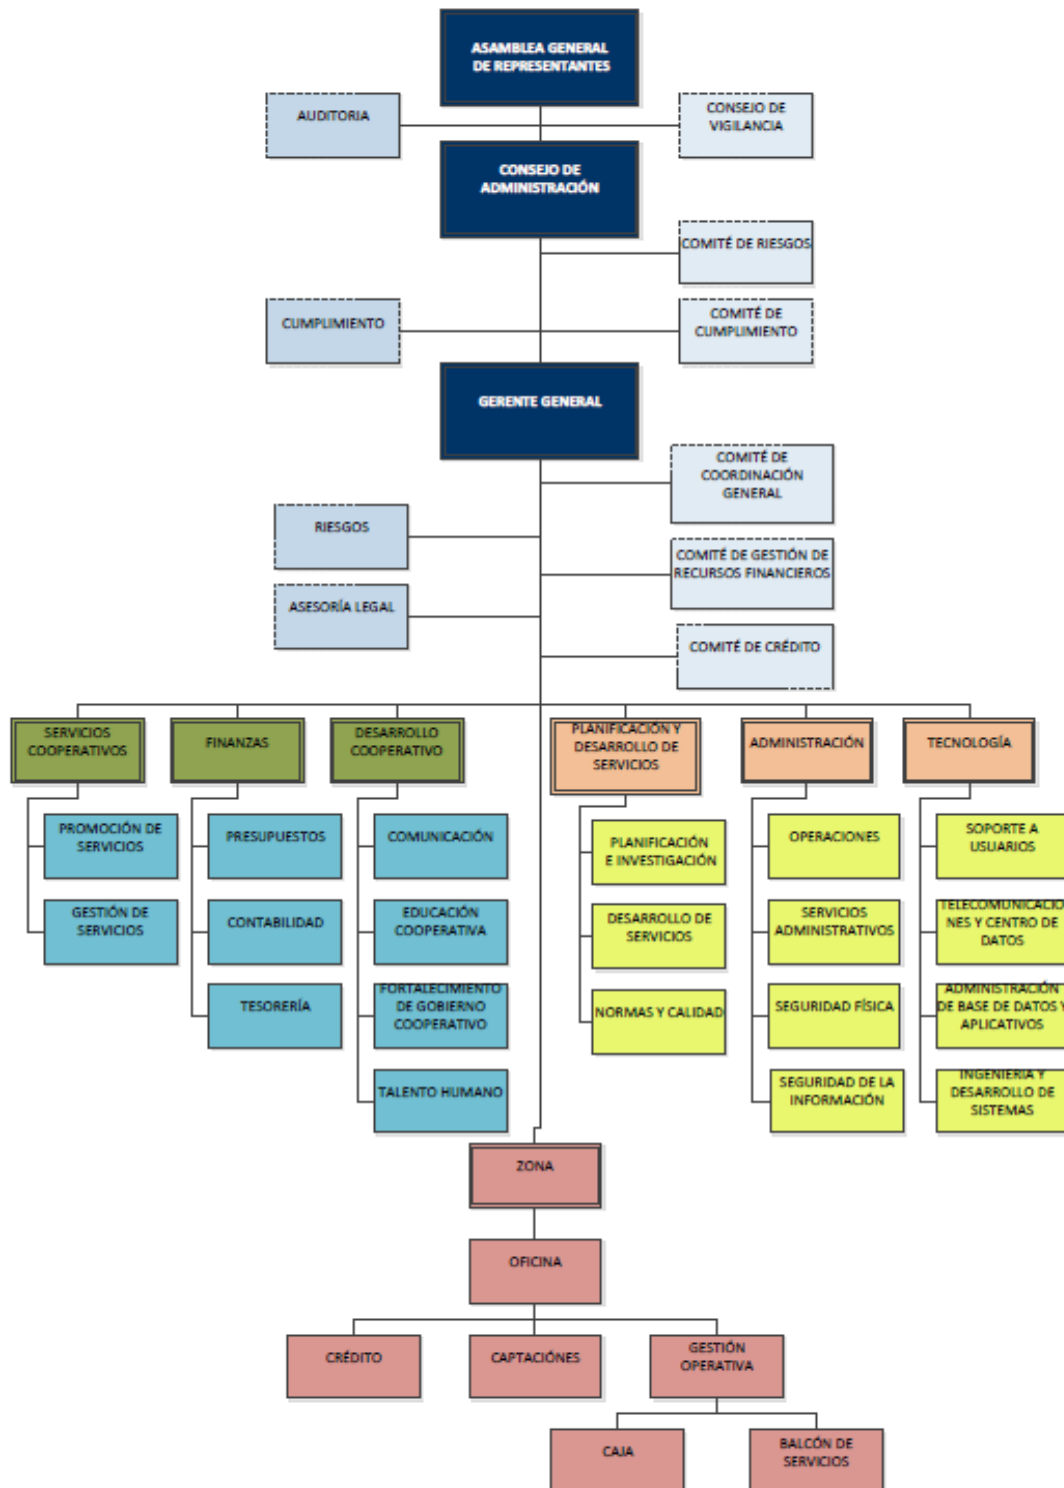 ASAMBLEA GENERAL
DE REPRESENTANTES
AUDITORIA
CONSEJO DE
VIGILANCIA
CONSEJO DE
ADMINISTRACIÓN
COMITÉ DE RIESGOS
CUMPLIMIENTO
COMITÉ DE
CUMPLIMIENTO
GERENTE GENERAL
COMITÉ DE
COORDINACIÓN
GENERAL
RIESGOS
COMITÉ DE GESTIÓN DE
RECURSOS FINANCIEROS
ASESORÍA LEGAL
COMITÉ DE CRÉDITO
SERVICIOS
COOPERATIVOS
FINANZAS
DESARROLLO
COOPERATIVO
PLANIFICACIÓN Y
DESARROLLO DE
SERVICIOS
ADMINISTRACIÓN
TECNOLOGÍA
PROMOCIÓN DE
SERVICIOS
GESTIÓN DE
SERVICIOS
PRESUPUESTOS
CONTABILIDAD
TESORERÍA
COMUNICACIÓN
EDUCACIÓN
COOPERATIVA
FORTALECIMIENTO
DE GOBIERNO
COOPERATIVO
TALENTO HUMANO
PLANIFICACIÓN
E INVESTIGACIÓN
DESARROLLO DE
SERVICIOS
NORMAS Y CALIDAD
OPERACIONES
SERVICIOS
ADMINISTRATIVOS
SEGURIDAD FÍSICA
SEGURIDAD DE LA
INFORMACIÓN
SOPORTE A
USUARIOS
TELECOMUNICACIO
NES Y CENTRO DE
DATOS
ADMINISTRACIÓN
DE BASE DE DATOS Y
APLICATIVOS
INGENIERIA Y
DESARROLLO DE
SISTEMAS
ZONA
OFICINA
CRÉDITO
CAPTACIÓNES
GESTIÓN
OPERATIVA
CAJA
BALCÓN DE
SERVICIOS